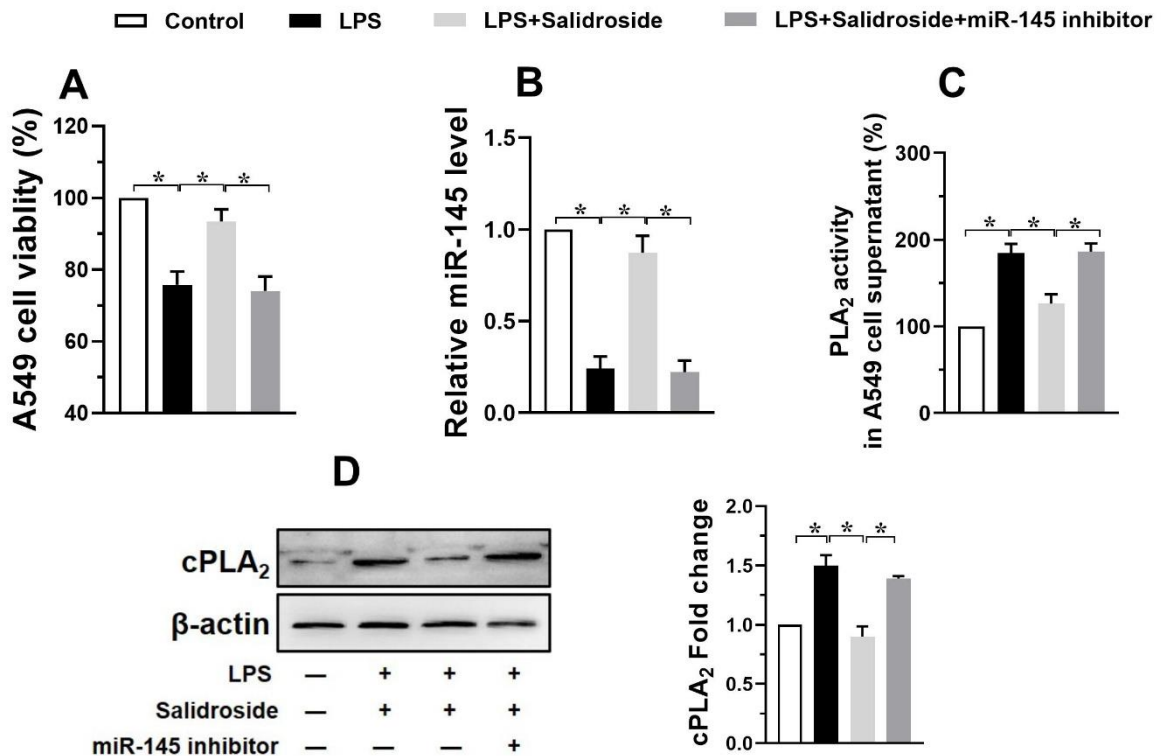 Control LPS LPS+Salidroside LPS+Salidroside+miR-145 inhibitor
A
A549 cell viablity (%)
120
100
80
60
40
* * *
B
Relative miR-145 level
1.5
1.0
0.5
0.0
* * *
C
PLA2 activity
in A549 cell supernatant (%)
300
200
100
0
* * *
D
cPLA2
β-actin
LPS — + + +
Salidroside — + + +
miR-145 inhibitor — — — +
cPLA2 Fold change
2.0
1.5
1.0
0.5
0.0
* * *